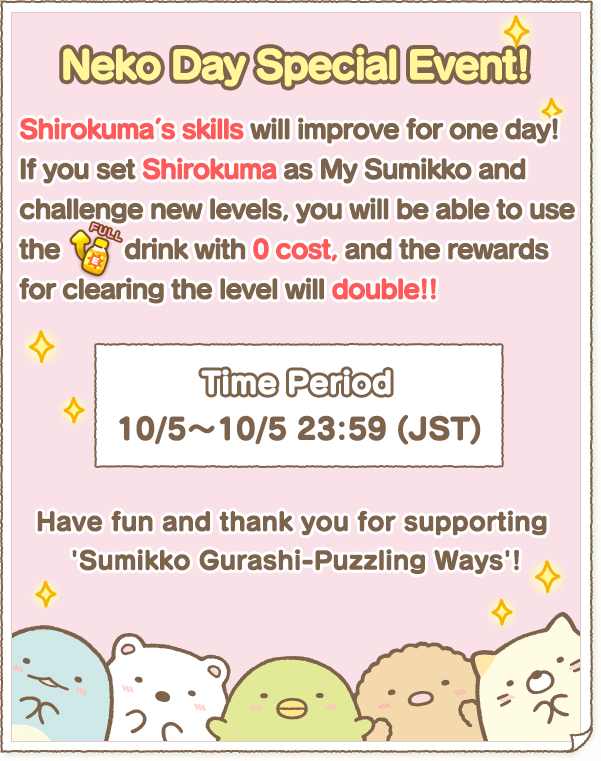 Neko Day Special Event!
Shirokuma's skills will improve for one day!
If you set Shirokuma as My Sumikko and
challenge new levels, you will be able to use
FULL
E
the drink with 0 cost, and the rewards
for clearing the level will double!!
Time Period
10/5～10/5 23:59 (JST)
Have fun and thank you for supporting
'Sumikko Gurashi-Puzzling Ways'!